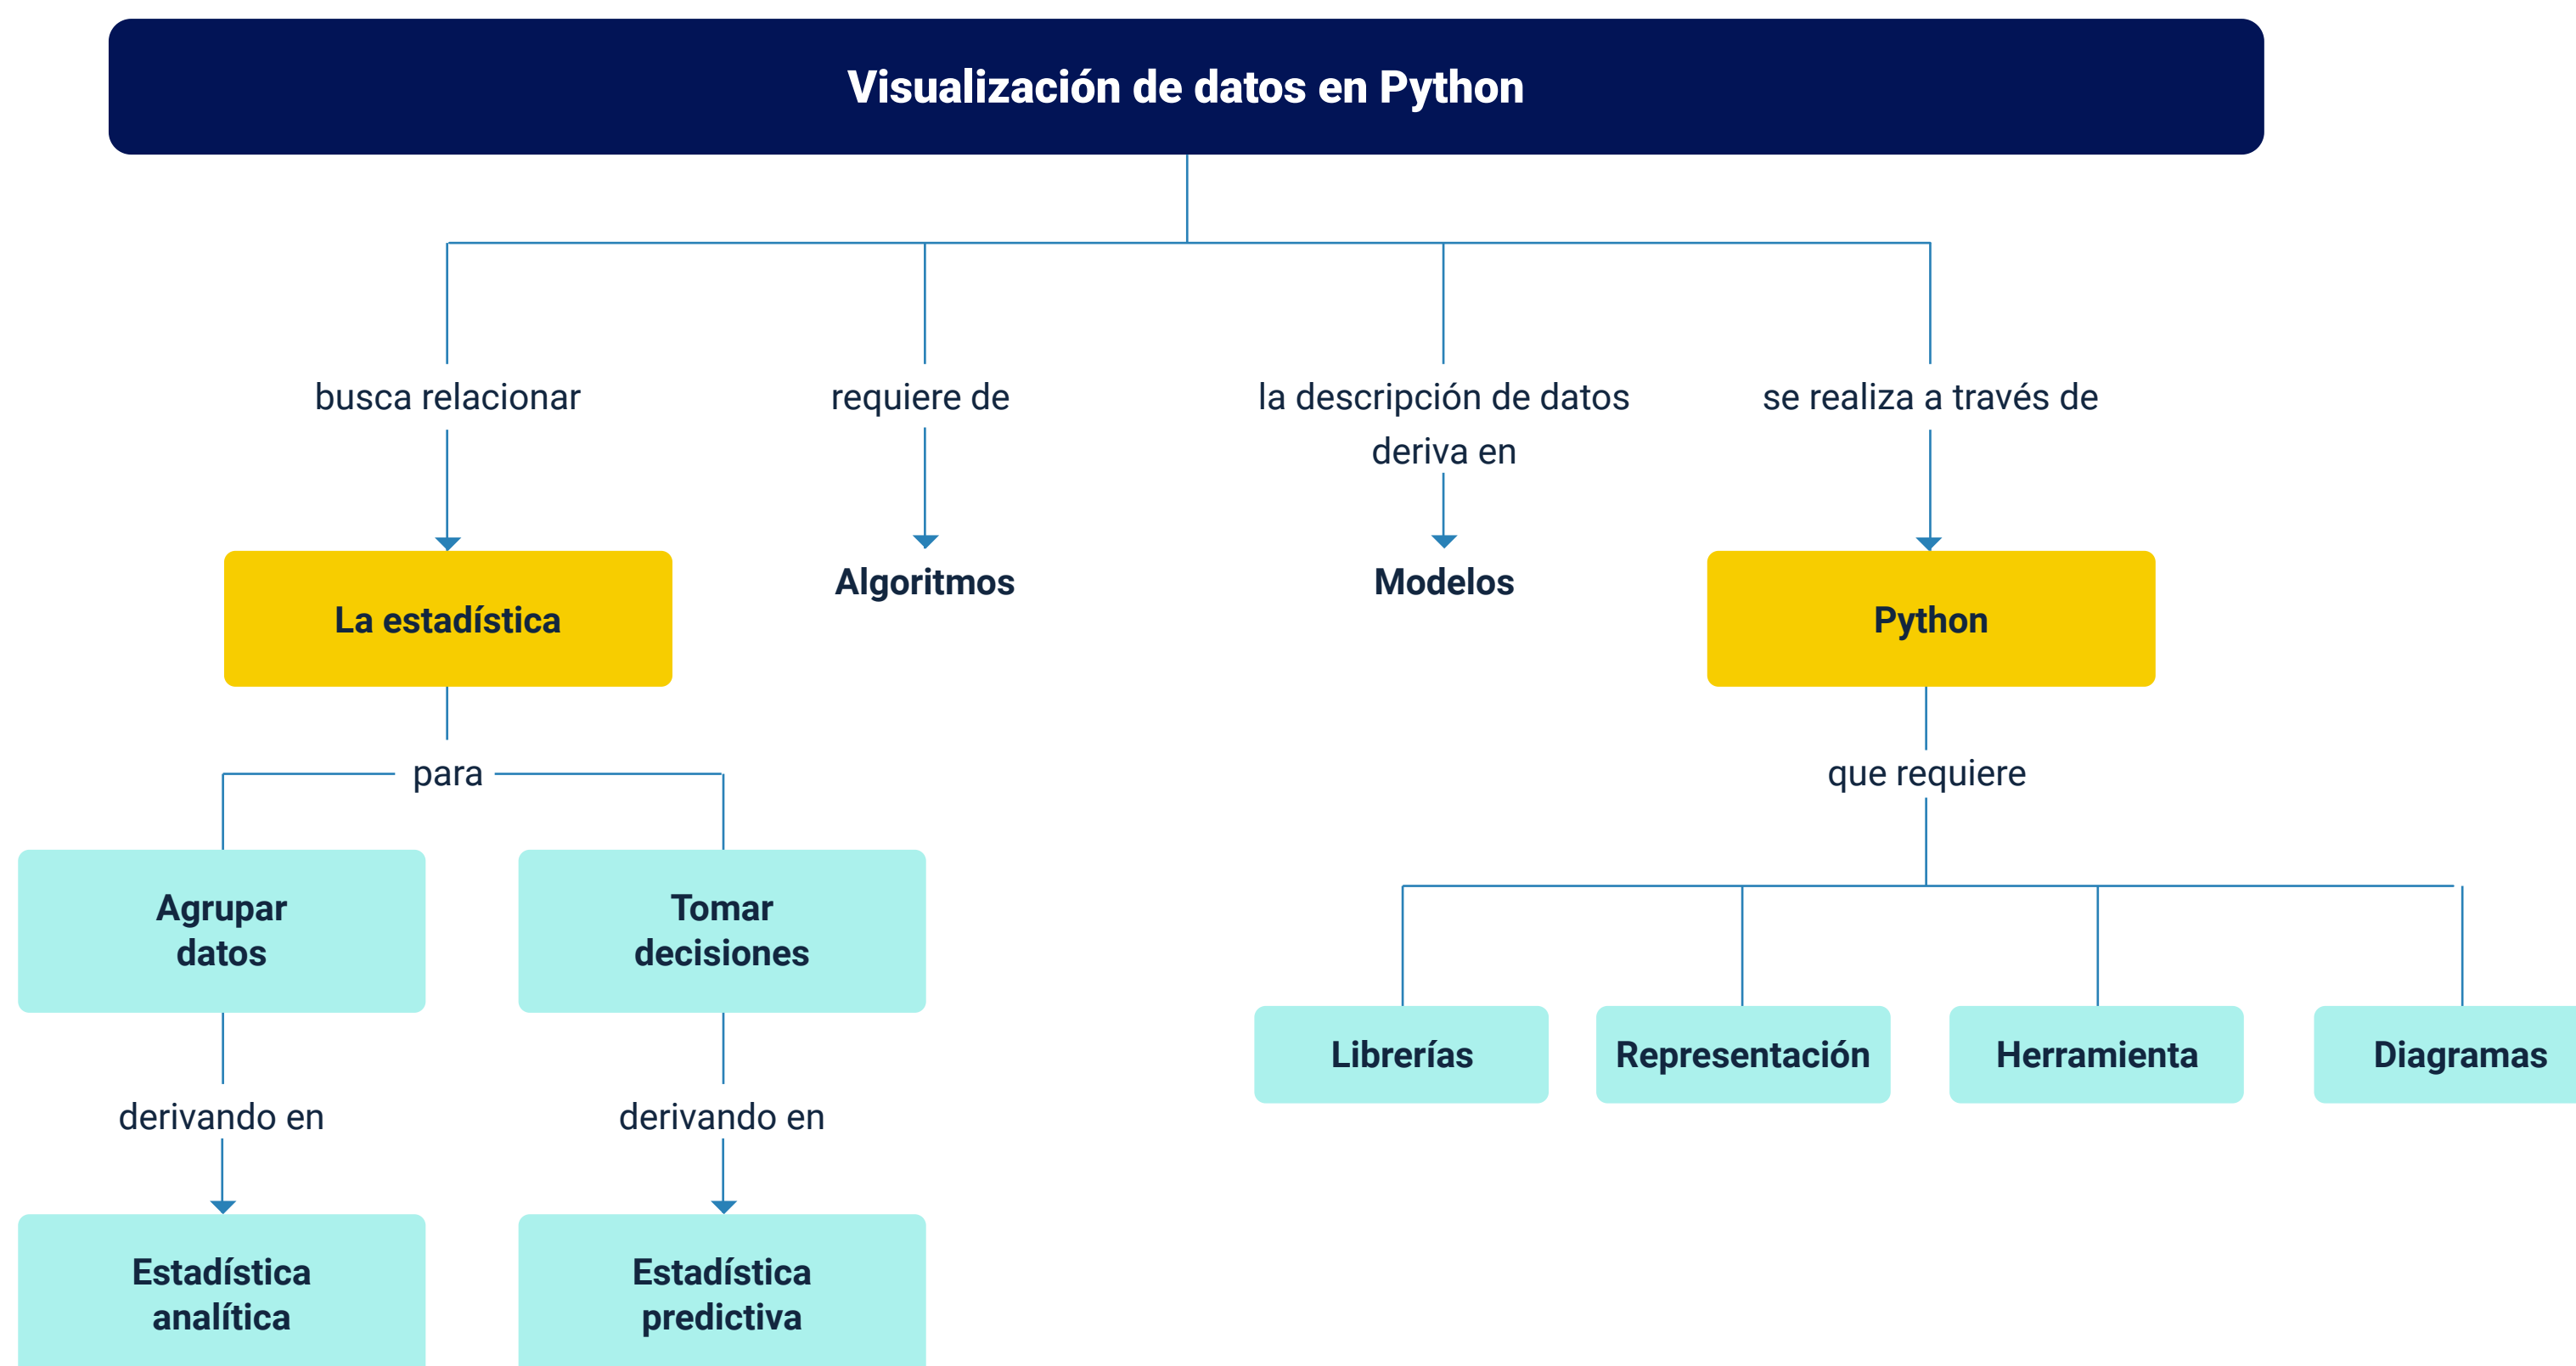 Visualización de datos en Python
busca relacionar
requiere de
la descripción de datos
deriva en
se realiza a través de
La estadística
Algoritmos
Modelos
Python
para
que requiere
Agrupar
datos
Tomar
decisiones
Librerías
Representación
Herramienta
Diagramas
derivando en
derivando en
Estadística
analítica
Estadística
predictiva